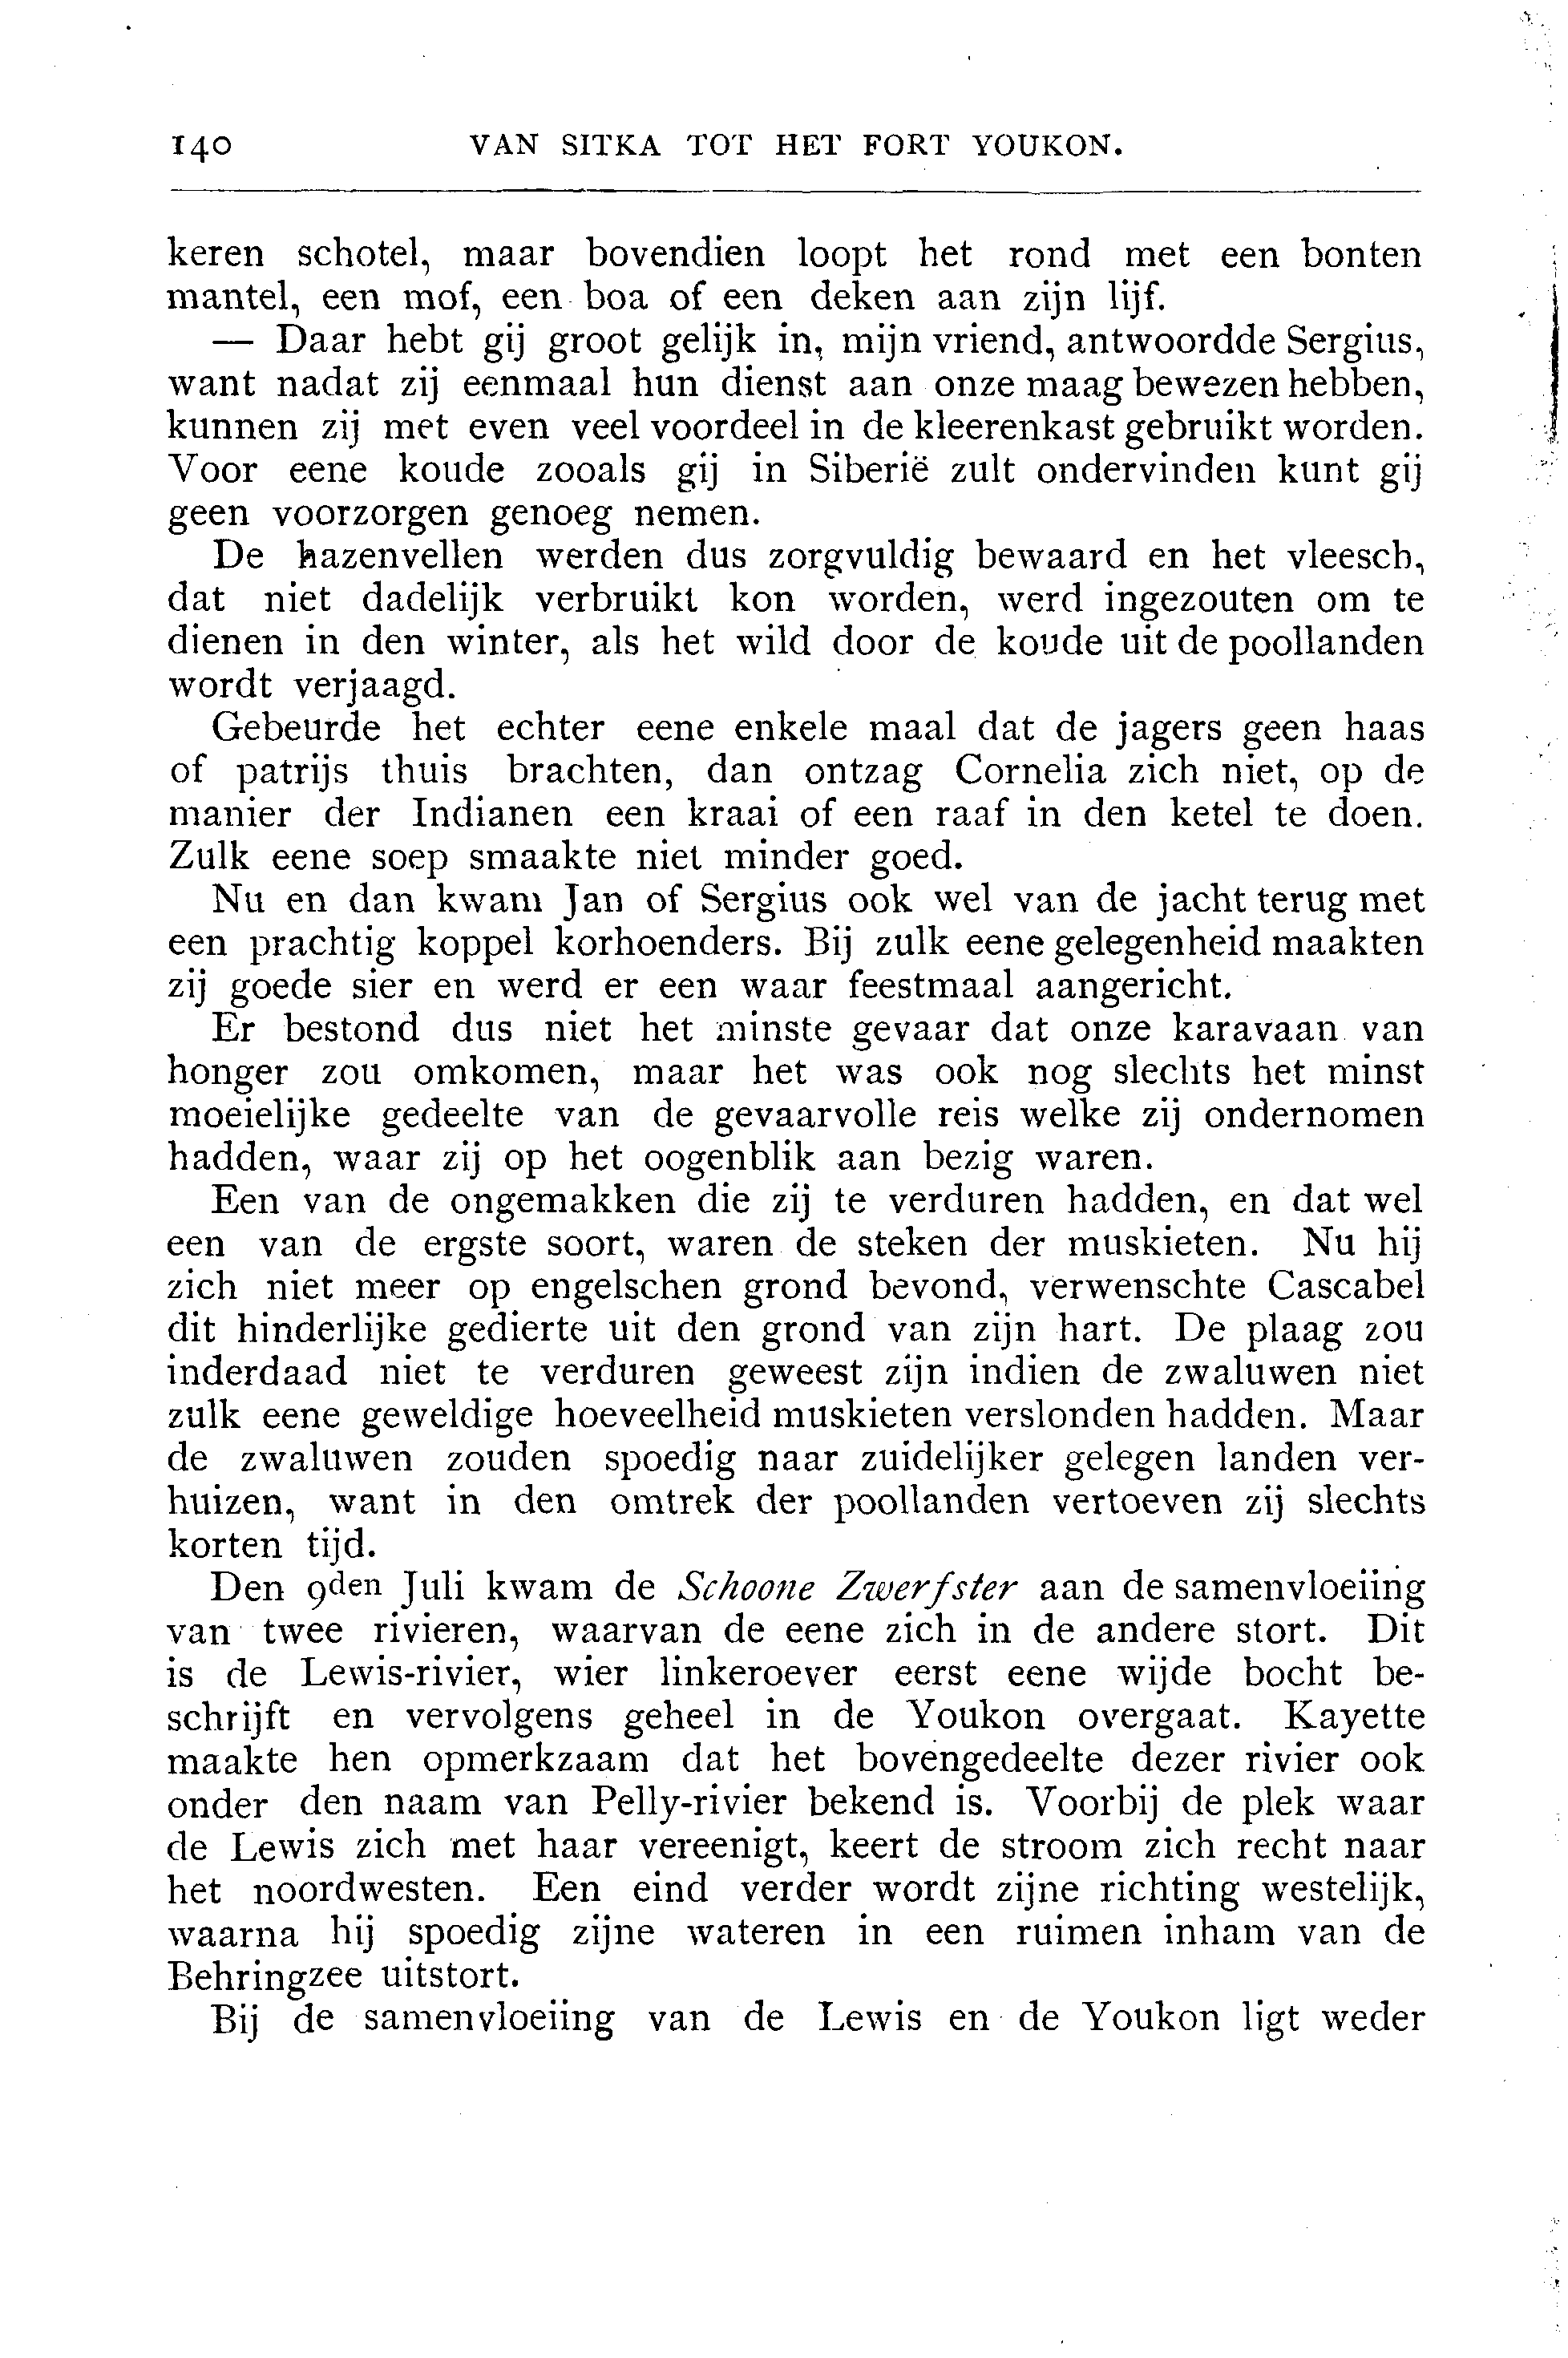 140 VAN SITKA TOT HET FORT YOUKON.
keren schotel, maar bovendien loopt het rond met een bonten
mantel, een mof, een boa of een deken aan zijn lijf.
— Daar hebt gij groot gelijk in, mijn vriend, antwoordde Sergius,
want nadat zij eenmaal hun dienst aan onze maag bewezen hebben,
kunnen zij met even veel voordeel in de kleerenkast gebruikt worden.
Voor eene koude zooals gij in Siberië zult ondervinden kunt gij
geen voorzorgen genoeg nemen.
De hazenvellen werden dus zorgvuldig bewaard en het vleesch,
dat niet dadelijk verbruikt kon worden, werd ingezouten om te
dienen in den winter, als het wild door de koude uit de poollanden
wordt verjaagd.
Gebeurde het echter eene enkele maal dat de jagers geen haas
of patrijs thuis brachten, dan ontzag Cornelia zich niet, op de
manier der Indianen een kraai of een raaf in den ketel te doen.
Zulk eene soep smaakte niet minder goed.
Nu en dan kwam Jan of Sergius ook wel van de jacht terug met
een prachtig koppel korhoenders. Bij zulk eene gelegenheid maakten
zij goede sier en werd er een waar feestmaal aangericht.
Er bestond dus niet het minste gevaar dat onze karavaan van
honger zou omkomen, maar het was ook nog slechts het minst
moeielijke gedeelte van de gevaarvolle reis welke zij ondernomen
hadden, waar zij op het oogenblik aan bezig waren.
Een van de ongemakken die zij te verduren hadden, en dat wel
een van de ergste soort, waren de steken der muskieten. Nu hij
zich niet meer op engelschen grond bevond, verwenschte Cascabel
dit hinderlijke gedierte uit den grond van zijn hart. De plaag zou
inderdaad niet te verduren geweest zijn indien de zwaluwen niet
zulk eene geweldige hoeveelheid muskieten verslonden hadden. Maar
de zwaluwen zouden spoedig naar zuidelijker gelegen landen ver-
huizen, want in den omtrek der poollanden vertoeven zij slechts
korten tijd.
Den 9den Juli kwam de Schoone Zwerfster aan de samenvloeiing
van twee rivieren, waarvan de eene zich in de andere stort. Dit
is de Lewis-rivier, wier linkeroever eerst eene wijde bocht be-
schrijft en vervolgens geheel in de Youkon overgaat. Kayette
maakte hen opmerkzaam dat het bovengedeelte dezer rivier ook
onder den naam van Pelly-rivier bekend is. Voorbij de plek waar
de Lewis zich met haar vereenigt, keert de stroom zich recht naar
het noordwesten. Een eind verder wordt zijne richting westelijk,
waarna hij spoedig zijne wateren in een ruimen inham van de
Behringzee uitstort.
Bij de samenvloeiing van de Lewis en de Youkon ligt weder